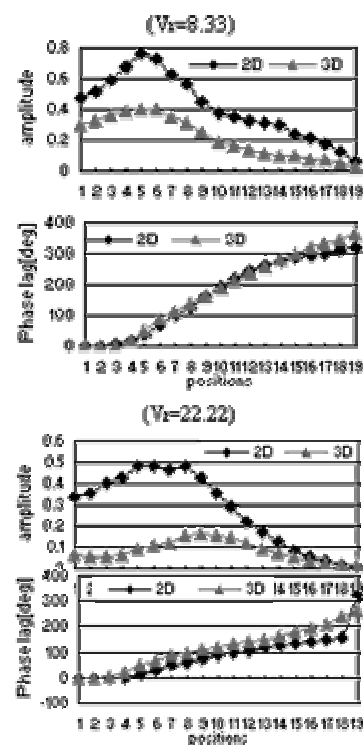 (Vr=8.33)
0.8
2D 3D
0.6
0.4
0.2
0
amplitude
1 2 3 4 5 6 7 8 9 10 11 12 13 14 15 16 17 18 19
400
2D 3D
300
200
100
0
Phase lag[deg]
1 2 3 4 5 6 7 8 9 10 11 12 13 14 15 16 17 18 19
positions
(Vr=22.22)
0.6
2D 3D
0.5
0.4
0.3
0.2
0.1
amplitude
400
2D 3D
300
200
100
0
-100
Phase lag[deg]
1 2 3 4 5 6 7 8 9 10 11 12 13 14 15 16 17 18 19
positions